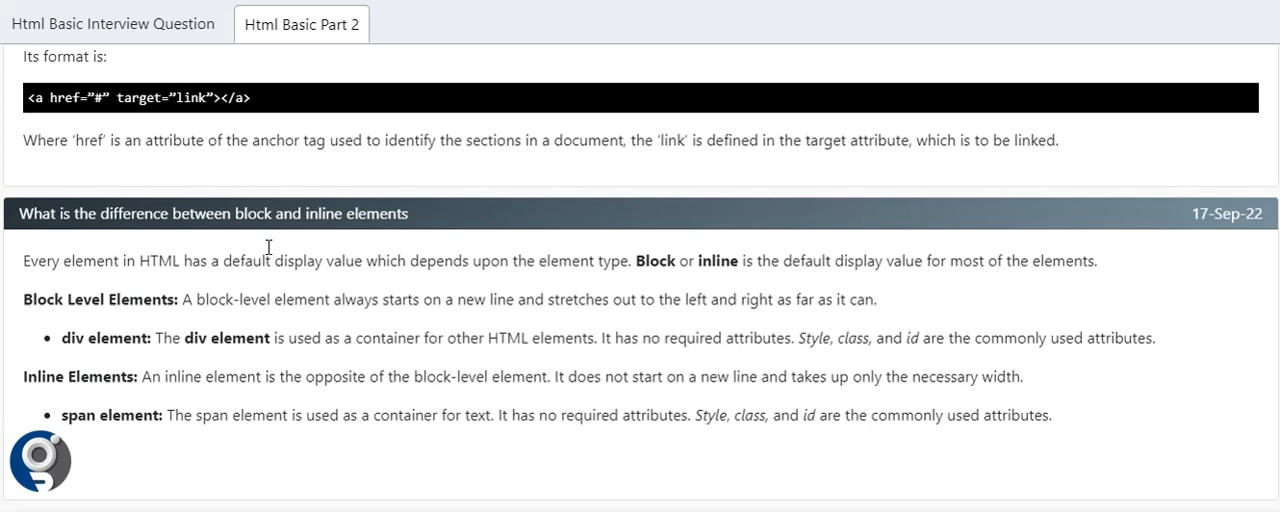 Html Basic Interview Question
Html Basic Part 2
Its format is:
<a href=”#” target=”link”></a>
Where ‘href’ is an attribute of the anchor tag used to identify the sections in a document, the ‘link’ is defined in the target attribute, which is to be linked.
What is the difference between block and inline elements
17-Sep-22
Every element in HTML has a default display value which depends upon the element type. Block or inline is the default display value for most of the elements.
Block Level Elements: A block-level element always starts on a new line and stretches out to the left and right as far as it can.
• div element: The div element is used as a container for other HTML elements. It has no required attributes. Style, class, and id are the commonly used attributes.
Inline Elements: An inline element is the opposite of the block-level element. It does not start on a new line and takes up only the necessary width.
• span element: The span element is used as a container for text. It has no required attributes. Style, class, and id are the commonly used attributes.